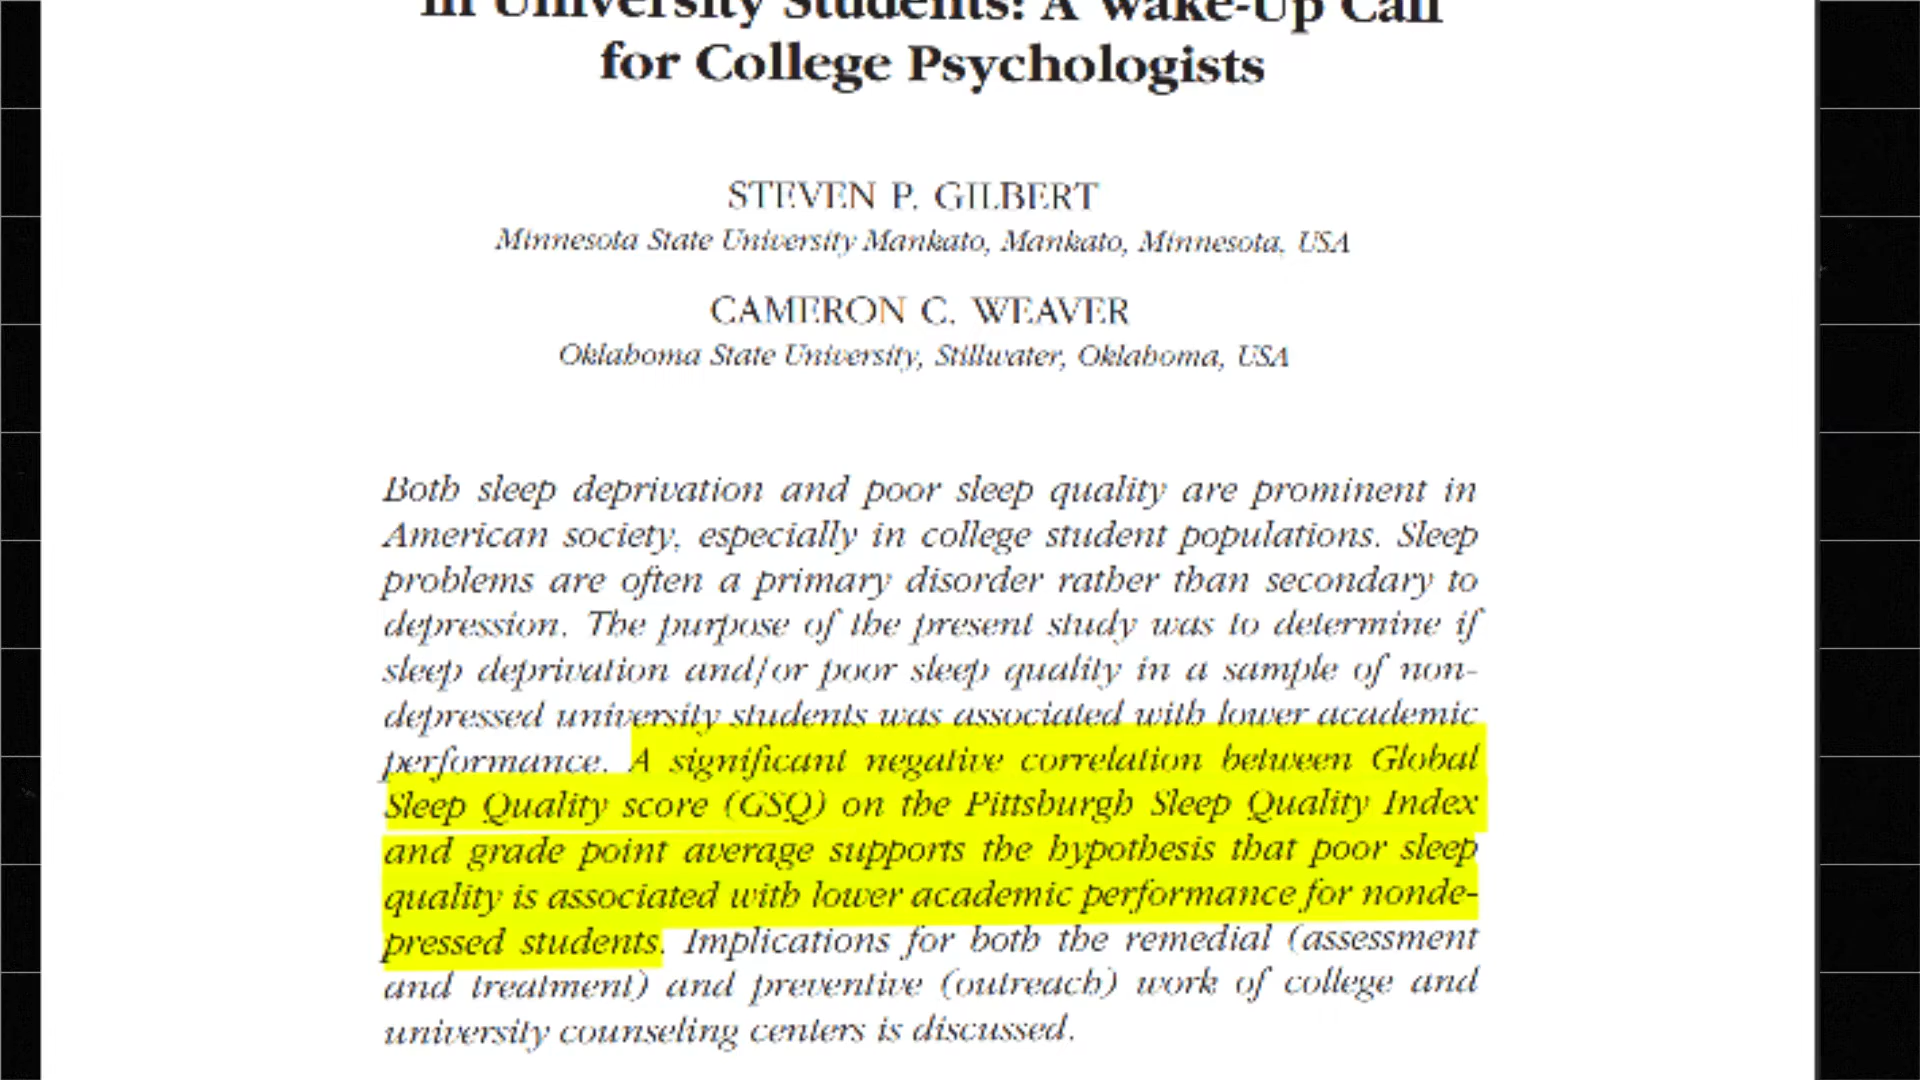 in University Students: A Wake-Up Call
for College Psychologists
STEVEN P. GILBERT
Minnesota State University Mankato, Mankato, Minnesota, USA
CAMERON C. WEAVER
Oklahoma State University, Stillwater, Oklahoma, USA
Both sleep deprivation and poor sleep quality are prominent in
American society, especially in college student populations. Sleep
problems are often a primary disorder rather than secondary to
depression. The purpose of the present study was to determine if
sleep deprivation and/or poor sleep quality in a sample of non-
depressed university students was associated with lower academic
performance. A significant negative correlation between Global
Sleep Quality score (GSQ) on the Pittsburgh Sleep Quality Index
and grade point average supports the hypothesis that poor sleep
quality is associated with lower academic performance for nonde-
pressed students. Implications for both the remedial (assessment
and treatment) and preventive (outreach) work of college and
university counseling centers is discussed.